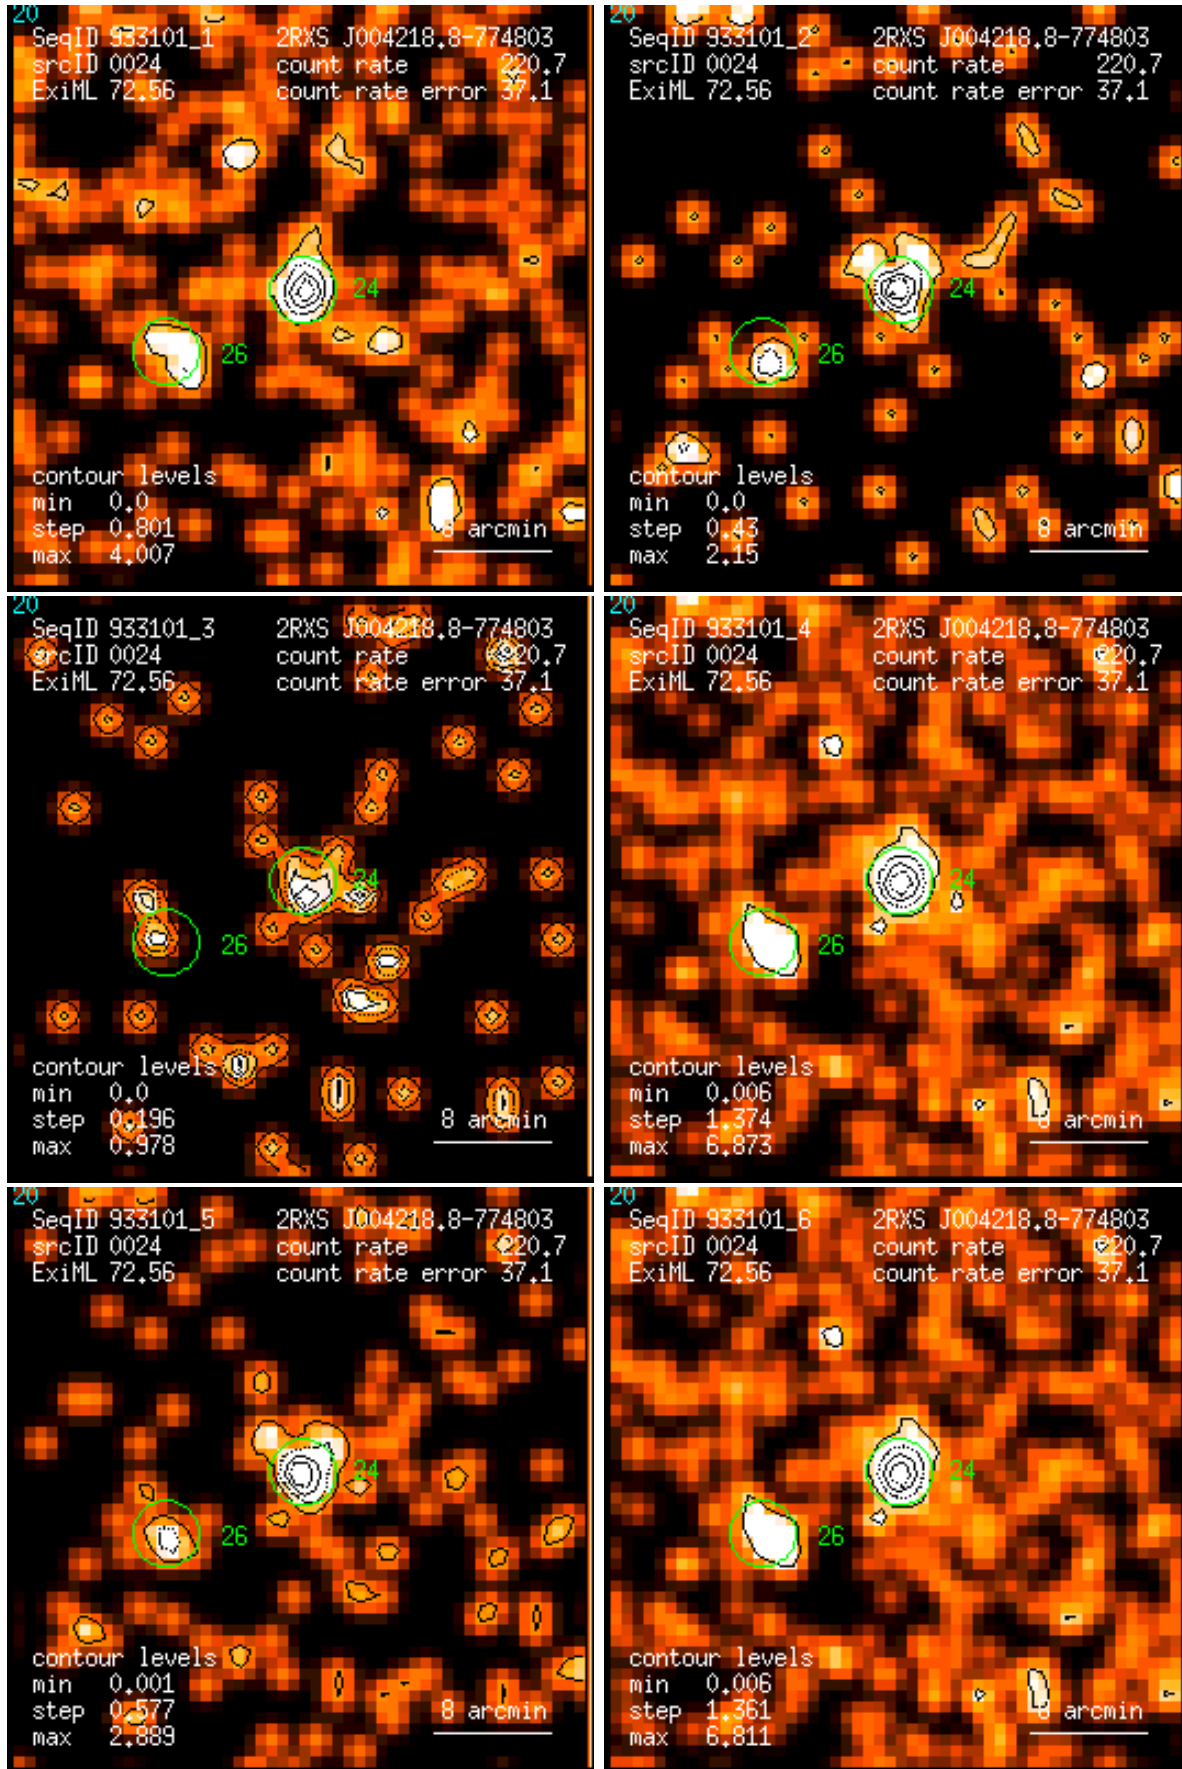 20
SeqID 933101_1 2RXS J004218.8-774803
srcID 0024 count rate 220.7
ExiML 72.56 count rate error 37.1
24
26
contour levels
min 0.0
step 0.801
max 4.007
8 arcmin
20
SeqID 933101_2 2RXS J004218.8-774803
srcID 0024 count rate 220.7
ExiML 72.56 count rate error 37.1
24
26
contour levels
min 0.0
step 0.43
max 2.15
8 arcmin
20
SeqID 933101_3 2RXS J004218.8-774803
srcID 0024 count rate 220.7
ExiML 72.56 count rate error 37.1
24
26
contour levels
min 0.0
step 0.196
max 0.978
8 arcmin
20
SeqID 933101_4 2RXS J004218.8-774803
srcID 0024 count rate 220.7
ExiML 72.56 count rate error 37.1
24
26
contour levels
min 0.006
step 1.374
max 6.873
8 arcmin
20
SeqID 933101_5 2RXS J004218.8-774803
srcID 0024 count rate 220.7
ExiML 72.56 count rate error 37.1
24
26
contour levels
min 0.001
step 0.577
max 2.889
8 arcmin
20
SeqID 933101_6 2RXS J004218.8-774803
srcID 0024 count rate 220.7
ExiML 72.56 count rate error 37.1
24
26
contour levels
min 0.006
step 1.361
max 6.811
8 arcmin